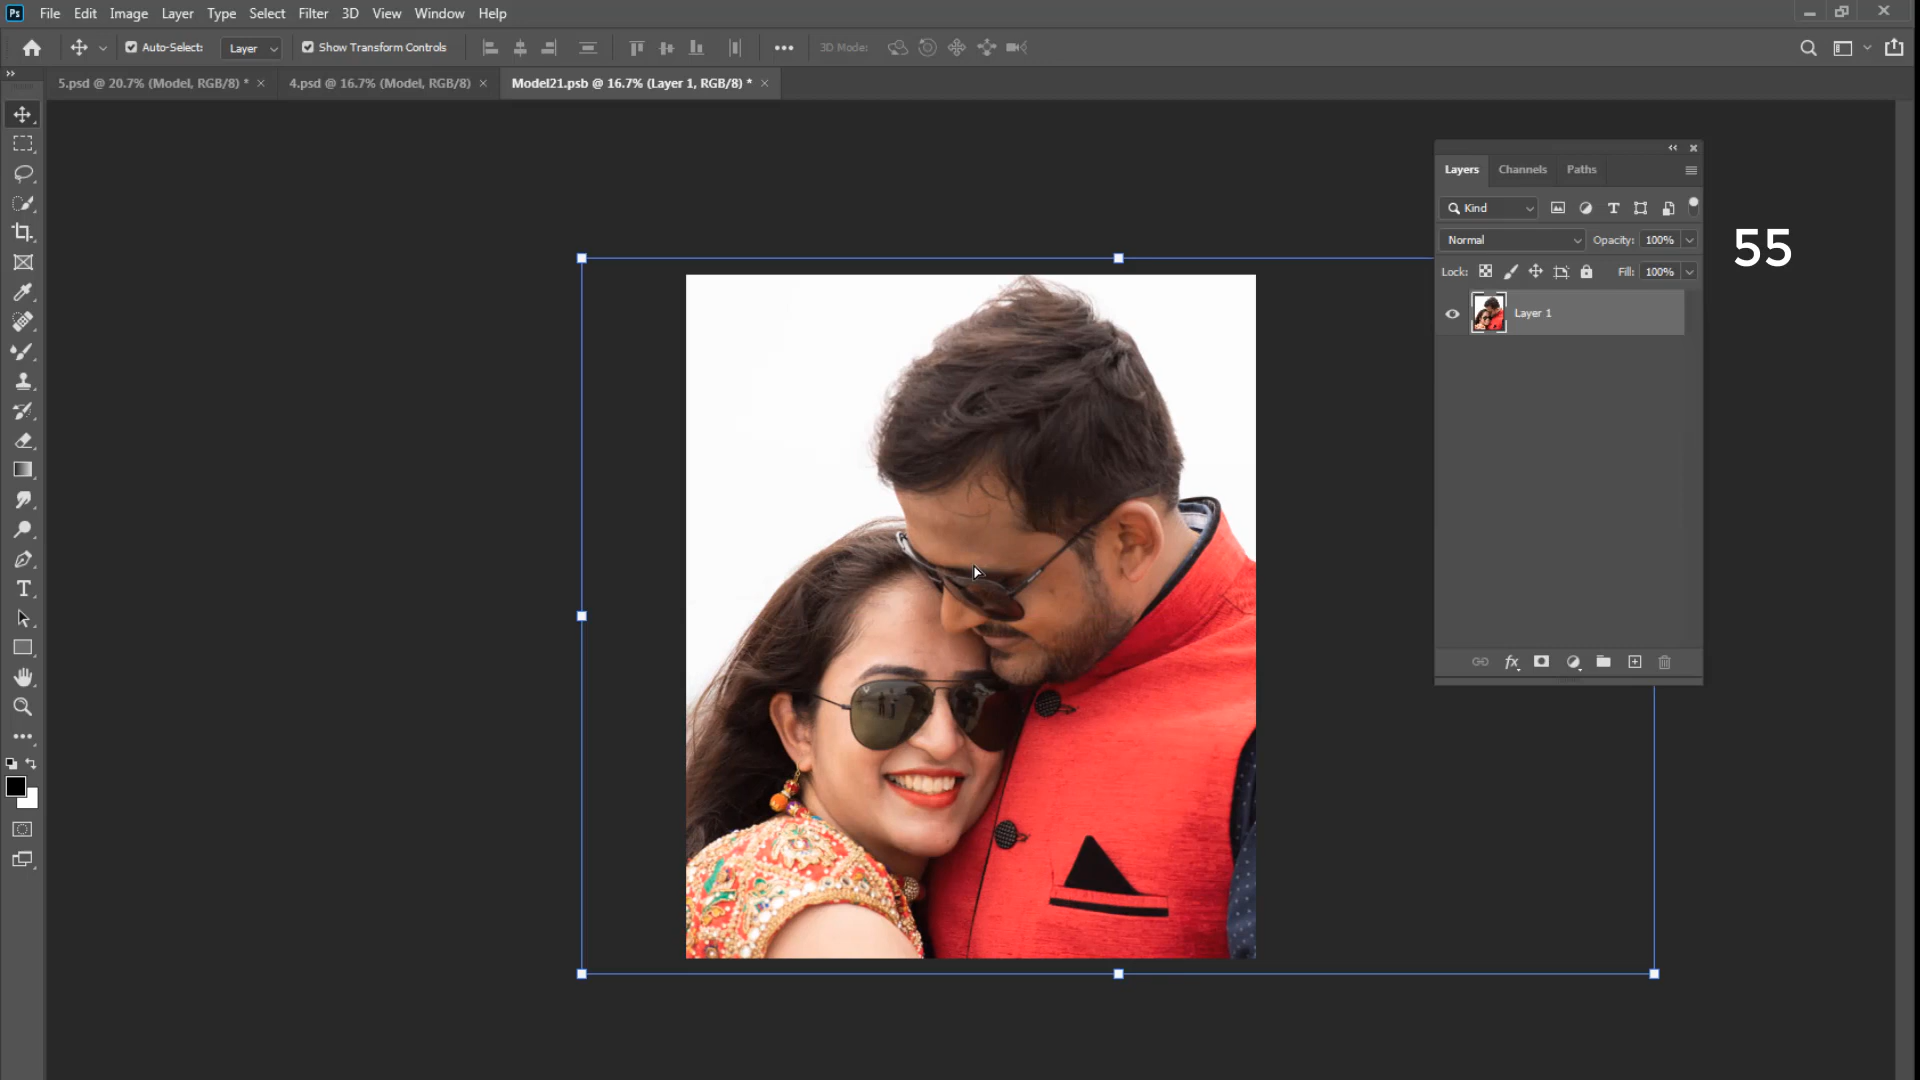 Ps File Edit Image Layer Type Select Filter 3D View Window Help
Auto-Select: Layer Show Transform Controls 3D Mode:
5.psd @ 20.7% (Model, RGB/8) * 4.psd @ 16.7% (Model, RGB/8) Model21.psb @ 16.7% (Layer 1, RGB/8) *
Layers Channels Paths
Kind
Normal Opacity: 100%
55
Lock: Fill: 100%
Layer 1
fx